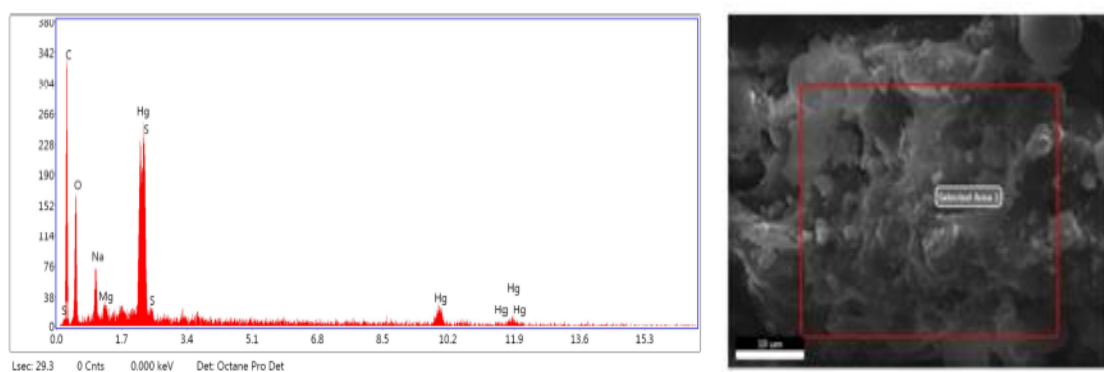 380
342
304
266
228
190
152
114
76
38
0
C
O
Na
Mg
S
Hg
S
S
Hg
Hg
Hg
Hg
0.0 1.7 3.4 5.1 6.8 8.5 10.2 11.9 13.6 15.3
Lsec: 29.3 0 Cnts 0.000 keV Det: Octane Pro Det
Selected Area 1